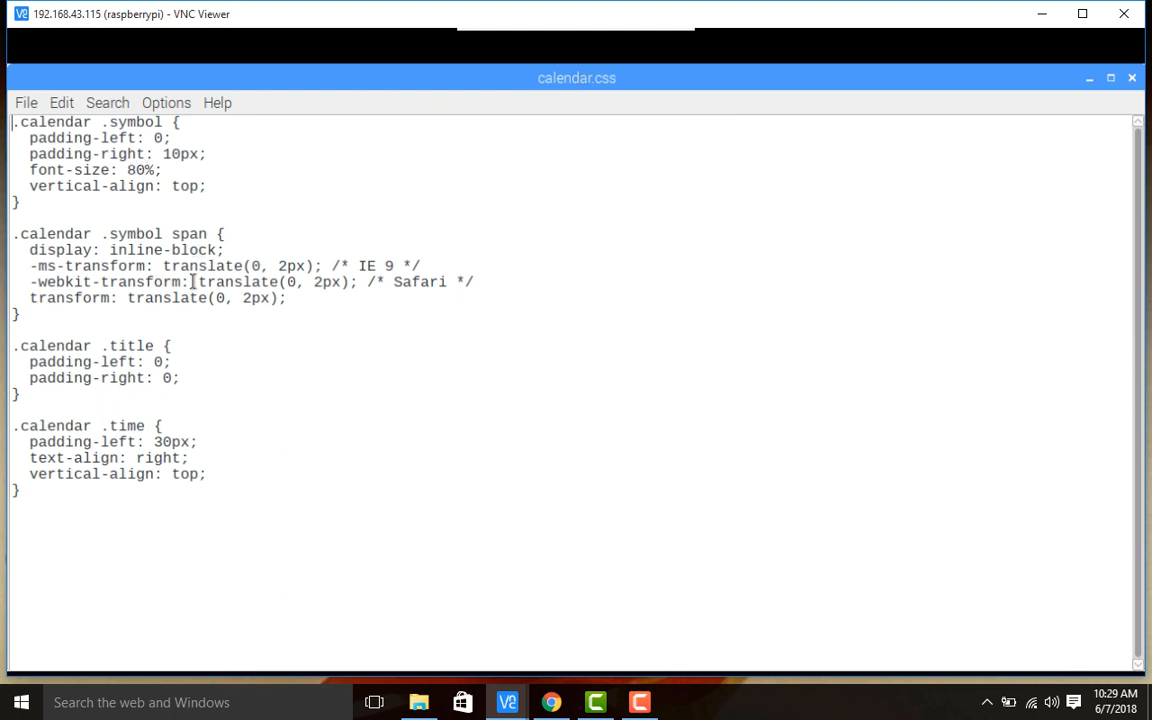 192.168.43.115 (raspberrypi) - VNC Viewer
calendar.css
File Edit Search Options Help
.calendar .symbol {
  padding-left: 0;
  padding-right: 10px;
  font-size: 80%;
  vertical-align: top;
}
.calendar .symbol span {
  display: inline-block;
  -ms-transform: translate(0, 2px); /* IE 9 */
  -webkit-transform: translate(0, 2px); /* Safari */
  transform: translate(0, 2px);
}
.calendar .title {
  padding-left: 0;
  padding-right: 0;
}
.calendar .time {
  padding-left: 30px;
  text-align: right;
  vertical-align: top;
}
Search the web and Windows
10:29 AM
6/7/2018